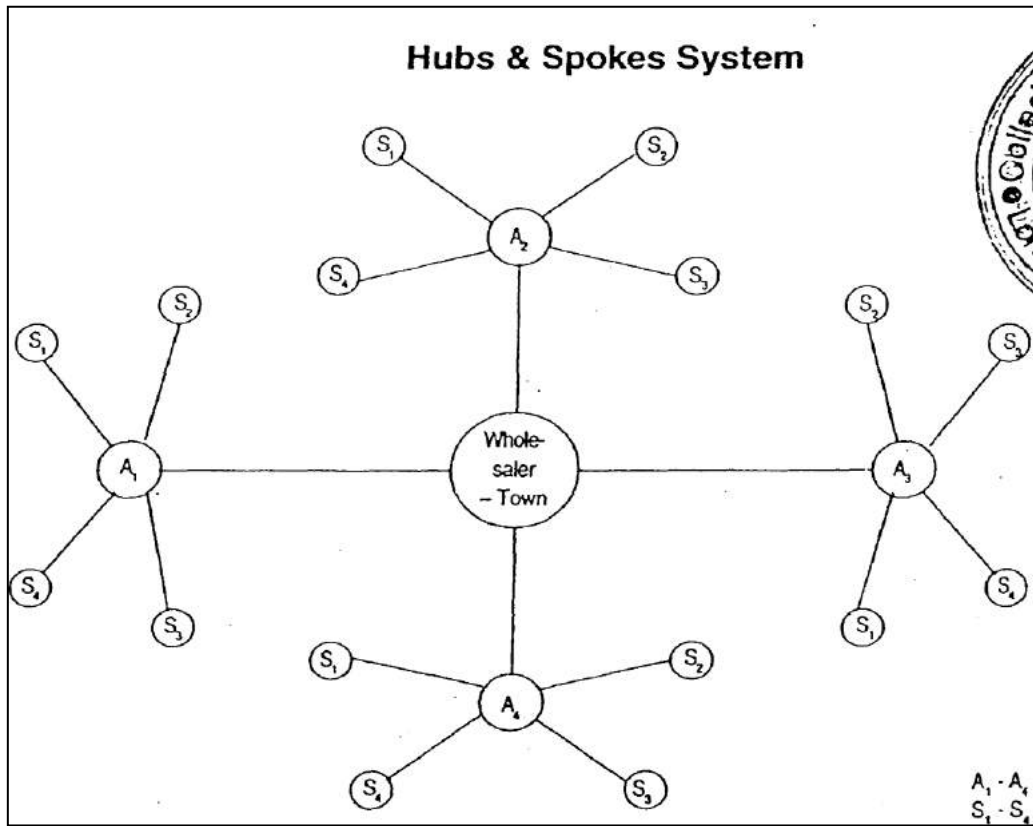 Hubs & Spokes System
S₁
S₂
A₂
S₄
S₃
S₂
S₁
A₁
S₄
S₃
Whole-
saler
– Town
S₂
S₃
A₃
S₄
S₁
S₁
S₂
A₄
S₄
S₃
A₁ - A₄
S₁ - S₄